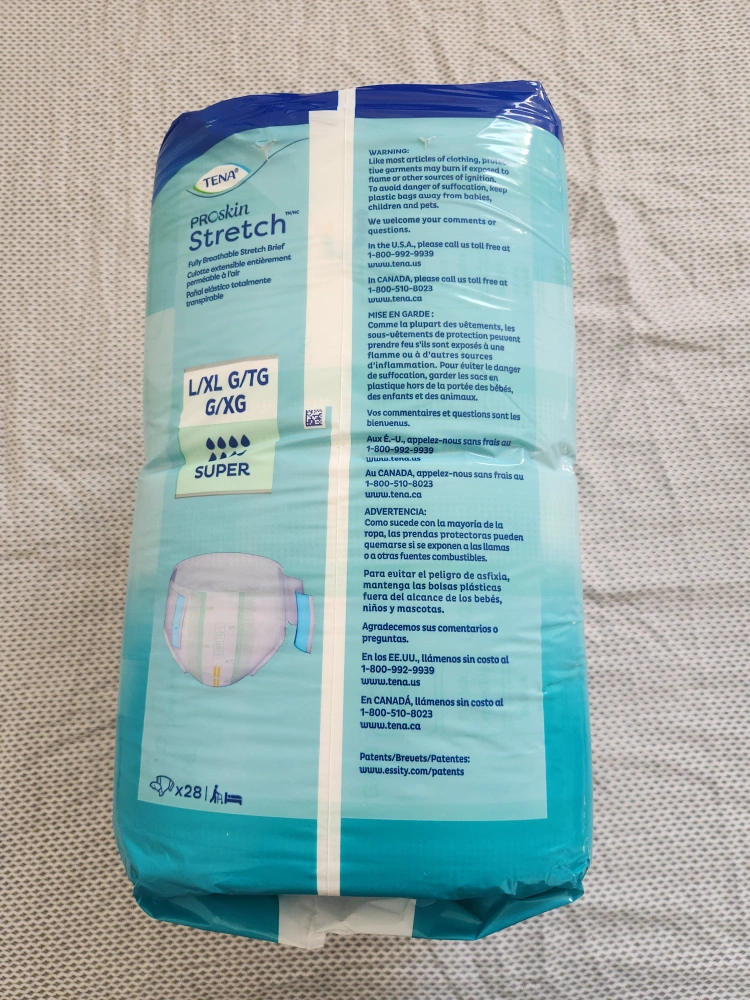 TENA®
PROskin
Stretch™/MC
Fully Breathable Stretch Brief
Culotte extensible entièrement
perméable à l'air
Pañal elástico totalmente
transpirable
L/XL G/TG
G/XG
SUPER
x28
WARNING:
Like most articles of clothing, protec-
tive garments may burn if exposed to
flame or other sources of ignition.
To avoid danger of suffocation, keep
plastic bags away from babies,
children and pets.
We welcome your comments or
questions.
In the U.S.A., please call us toll free at
1-800-992-9939
www.tena.us
In CANADA, please call us toll free at
1-800-510-8023
www.tena.ca
MISE EN GARDE :
Comme la plupart des vêtements, les
sous-vêtements de protection peuvent
prendre feu s'ils sont exposés à une
flamme ou à d'autres sources
d'inflammation. Pour éviter le danger
de suffocation, garder les sacs en
plastique hors de la portée des bébés,
des enfants et des animaux.
Vos commentaires et questions sont les
bienvenus.
Aux É.-U., appelez-nous sans frais au
1-800-992-9939
www.tena.us
Au CANADA, appelez-nous sans frais au
1-800-510-8023
www.tena.ca
ADVERTENCIA:
Como sucede con la mayoría de la
ropa, las prendas protectoras pueden
quemarse si se exponen a las llamas
o a otras fuentes combustibles.
Para evitar el peligro de asfixia,
mantenga las bolsas plásticas
fuera del alcance de los bebés,
niños y mascotas.
Agradecemos sus comentarios o
preguntas.
En los EE.UU., llámenos sin costo al
1-800-992-9939
www.tena.us
En CANADÁ, llámenos sin costo al
1-800-510-8023
www.tena.ca
Patents/Brevets/Patentes:
www.essity.com/patents